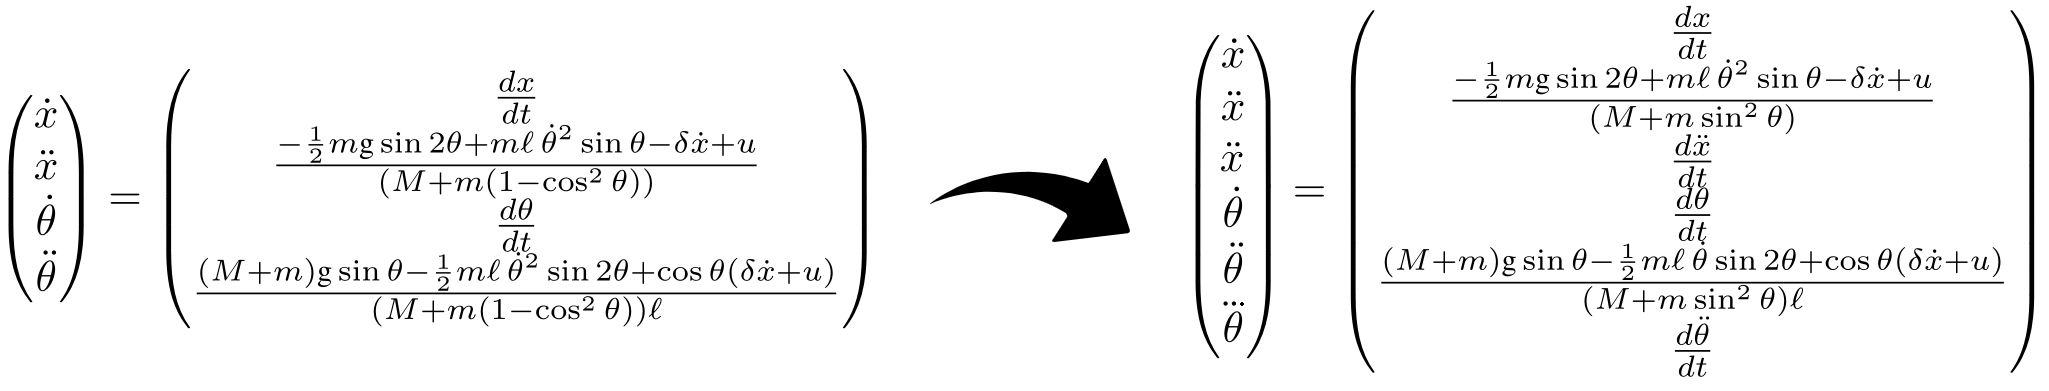 \begin{pmatrix} \dot{x} \\ \ddot{x} \\ \dot{\theta} \\ \ddot{\theta} \end{pmatrix} = \begin{pmatrix} \frac{dx}{dt} \\ \frac{-\frac{1}{2}m\mathrm{g}\sin 2\theta+m\ell\,\dot{\theta}^2\sin\theta-\delta\dot{x}+u}{(M+m(1-\cos^2\theta))} \\ \frac{d\theta}{dt} \\ \frac{(M+m)\mathrm{g}\sin\theta-\frac{1}{2}m\ell\,\dot{\theta}^2\sin 2\theta+\cos\theta(\delta\dot{x}+u)}{(M+m(1-\cos^2\theta))\ell} \end{pmatrix}
\begin{pmatrix} \dot{x} \\ \ddot{x} \\ \ddot{x} \\ \dot{\theta} \\ \ddot{\theta} \\ \dddot{\theta} \end{pmatrix} = \begin{pmatrix} \frac{dx}{dt} \\ \frac{-\frac{1}{2}m\mathrm{g}\sin 2\theta+m\ell\,\dot{\theta}^2\sin\theta-\delta\dot{x}+u}{(M+m\sin^2\theta)} \\ \frac{d\ddot{x}}{dt} \\ \frac{d\theta}{dt} \\ \frac{(M+m)\mathrm{g}\sin\theta-\frac{1}{2}m\ell\,\dot{\theta}\sin 2\theta+\cos\theta(\delta\dot{x}+u)}{(M+m\sin^2\theta)\ell} \\ \frac{d\ddot{\theta}}{dt} \end{pmatrix}